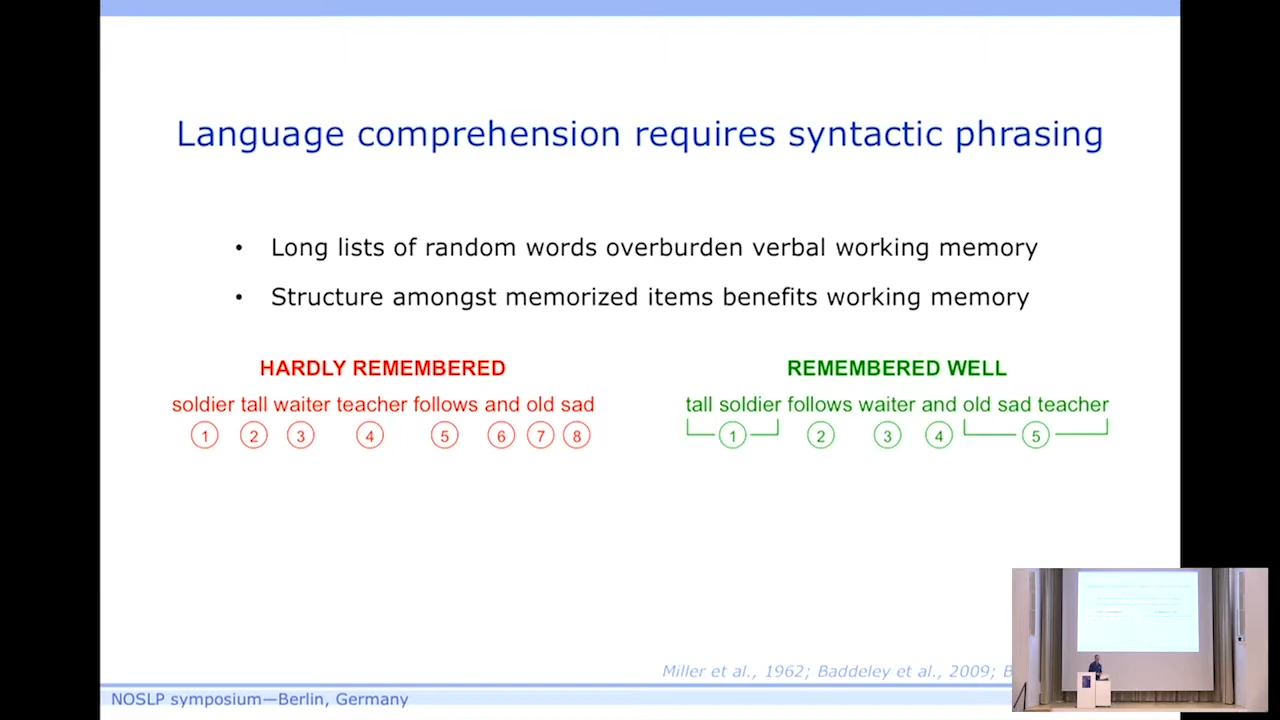 Language comprehension requires syntactic phrasing
• Long lists of random words overburden verbal working memory
• Structure amongst memorized items benefits working memory
HARDLY REMEMBERED
soldier tall waiter teacher follows and old sad
1 2 3 4 5 6 7 8
REMEMBERED WELL
tall soldier follows waiter and old sad teacher
1 2 3 4 5
Miller et al., 1962; Baddeley et al., 2009;
NOSLP symposium—Berlin, Germany